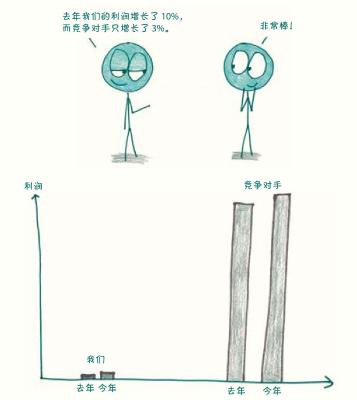 去年我们的利润增长了 10%,
而竞争对手只增长了 3%。
非常棒!
利润
竞争对手
我们
去年 今年
去年 今年